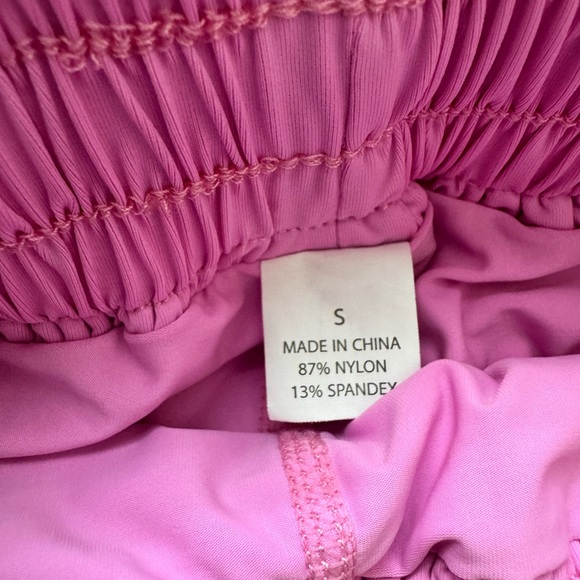 S
MADE IN CHINA
87% NYLON
13% SPANDEX